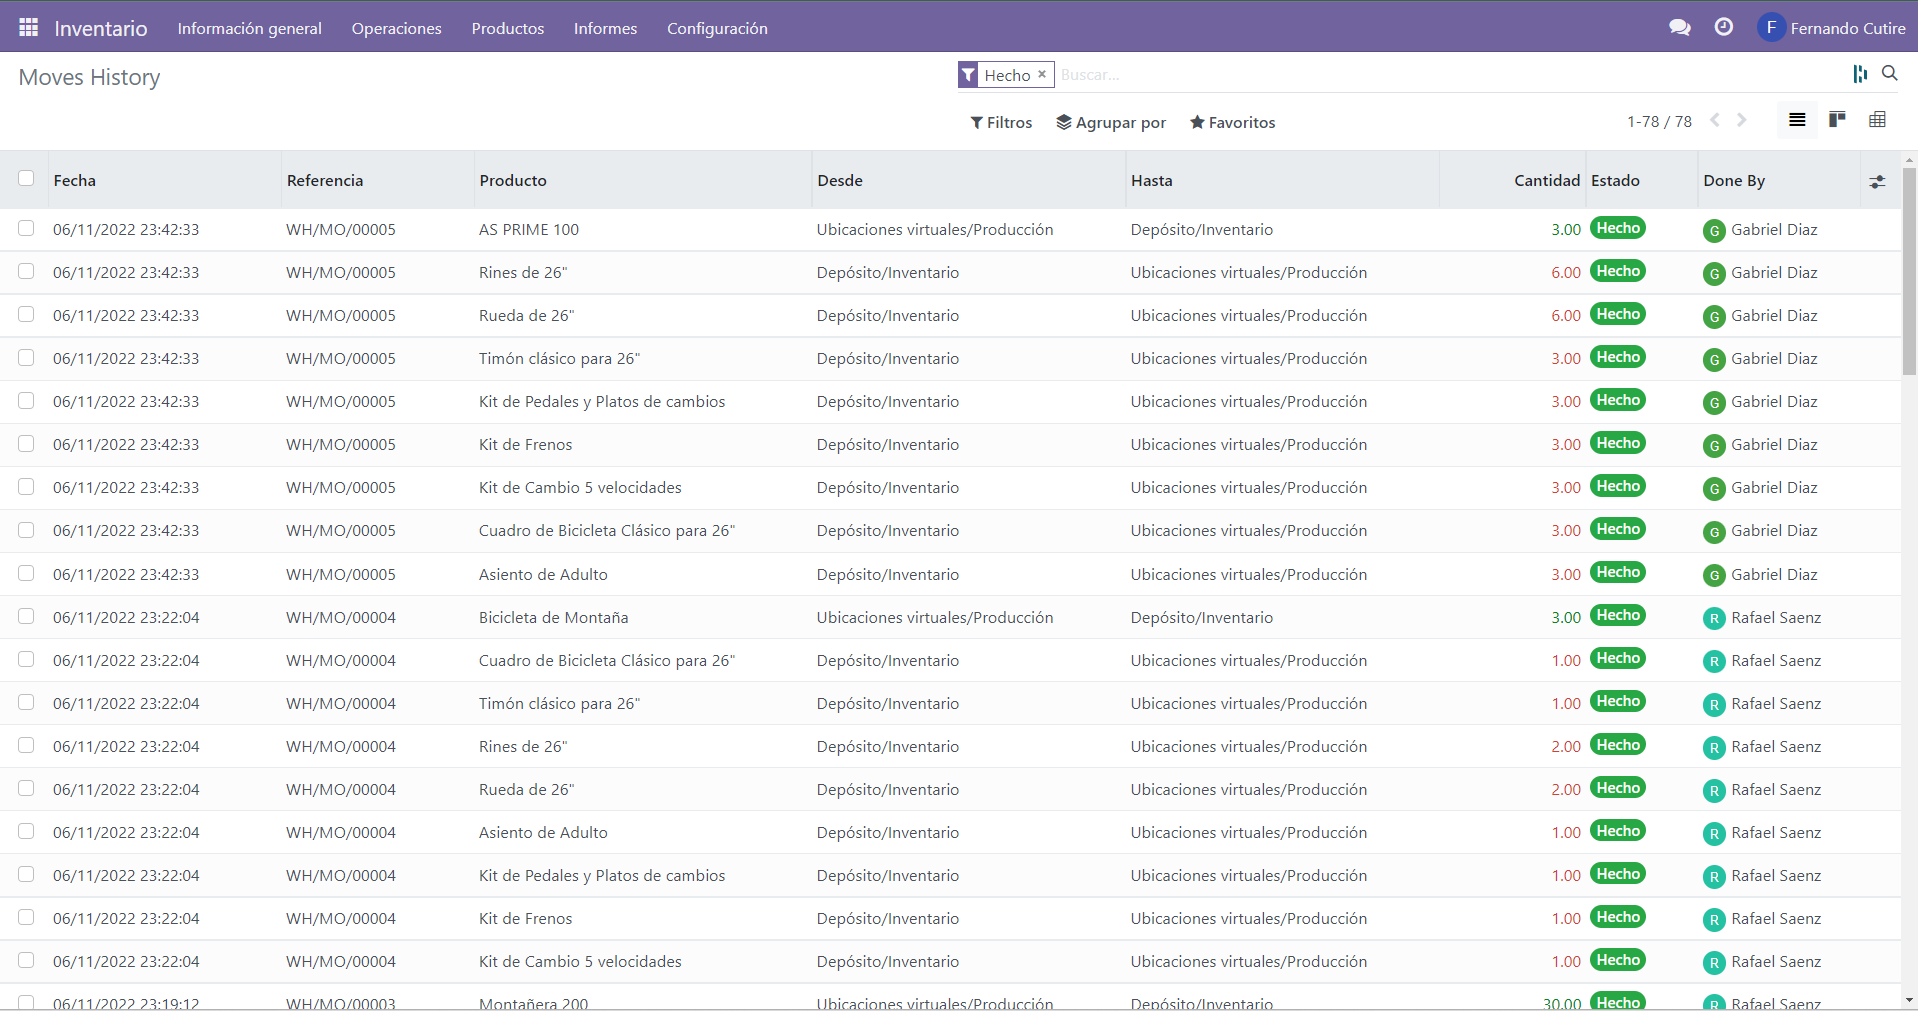 Inventario Información general Operaciones Productos Informes Configuración F Fernando Cutire
Moves History Hecho × Buscar...
Filtros Agrupar por Favoritos 1-78 / 78
Fecha Referencia Producto Desde Hasta Cantidad Estado Done By
06/11/2022 23:42:33 WH/MO/00005 AS PRIME 100 Ubicaciones virtuales/Producción Depósito/Inventario 3.00 Hecho G Gabriel Diaz
06/11/2022 23:42:33 WH/MO/00005 Rines de 26" Depósito/Inventario Ubicaciones virtuales/Producción 6.00 Hecho G Gabriel Diaz
06/11/2022 23:42:33 WH/MO/00005 Rueda de 26" Depósito/Inventario Ubicaciones virtuales/Producción 6.00 Hecho G Gabriel Diaz
06/11/2022 23:42:33 WH/MO/00005 Timón clásico para 26" Depósito/Inventario Ubicaciones virtuales/Producción 3.00 Hecho G Gabriel Diaz
06/11/2022 23:42:33 WH/MO/00005 Kit de Pedales y Platos de cambios Depósito/Inventario Ubicaciones virtuales/Producción 3.00 Hecho G Gabriel Diaz
06/11/2022 23:42:33 WH/MO/00005 Kit de Frenos Depósito/Inventario Ubicaciones virtuales/Producción 3.00 Hecho G Gabriel Diaz
06/11/2022 23:42:33 WH/MO/00005 Kit de Cambio 5 velocidades Depósito/Inventario Ubicaciones virtuales/Producción 3.00 Hecho G Gabriel Diaz
06/11/2022 23:42:33 WH/MO/00005 Cuadro de Bicicleta Clásico para 26" Depósito/Inventario Ubicaciones virtuales/Producción 3.00 Hecho G Gabriel Diaz
06/11/2022 23:42:33 WH/MO/00005 Asiento de Adulto Depósito/Inventario Ubicaciones virtuales/Producción 3.00 Hecho G Gabriel Diaz
06/11/2022 23:22:04 WH/MO/00004 Bicicleta de Montaña Ubicaciones virtuales/Producción Depósito/Inventario 3.00 Hecho R Rafael Saenz
06/11/2022 23:22:04 WH/MO/00004 Cuadro de Bicicleta Clásico para 26" Depósito/Inventario Ubicaciones virtuales/Producción 1.00 Hecho R Rafael Saenz
06/11/2022 23:22:04 WH/MO/00004 Timón clásico para 26" Depósito/Inventario Ubicaciones virtuales/Producción 1.00 Hecho R Rafael Saenz
06/11/2022 23:22:04 WH/MO/00004 Rines de 26" Depósito/Inventario Ubicaciones virtuales/Producción 2.00 Hecho R Rafael Saenz
06/11/2022 23:22:04 WH/MO/00004 Rueda de 26" Depósito/Inventario Ubicaciones virtuales/Producción 2.00 Hecho R Rafael Saenz
06/11/2022 23:22:04 WH/MO/00004 Asiento de Adulto Depósito/Inventario Ubicaciones virtuales/Producción 1.00 Hecho R Rafael Saenz
06/11/2022 23:22:04 WH/MO/00004 Kit de Pedales y Platos de cambios Depósito/Inventario Ubicaciones virtuales/Producción 1.00 Hecho R Rafael Saenz
06/11/2022 23:22:04 WH/MO/00004 Kit de Frenos Depósito/Inventario Ubicaciones virtuales/Producción 1.00 Hecho R Rafael Saenz
06/11/2022 23:22:04 WH/MO/00004 Kit de Cambio 5 velocidades Depósito/Inventario Ubicaciones virtuales/Producción 1.00 Hecho R Rafael Saenz
06/11/2022 23:19:12 WH/MO/00003 Montañera 200 Ubicaciones virtuales/Producción Depósito/Inventario 30.00 Hecho R Rafael Saenz